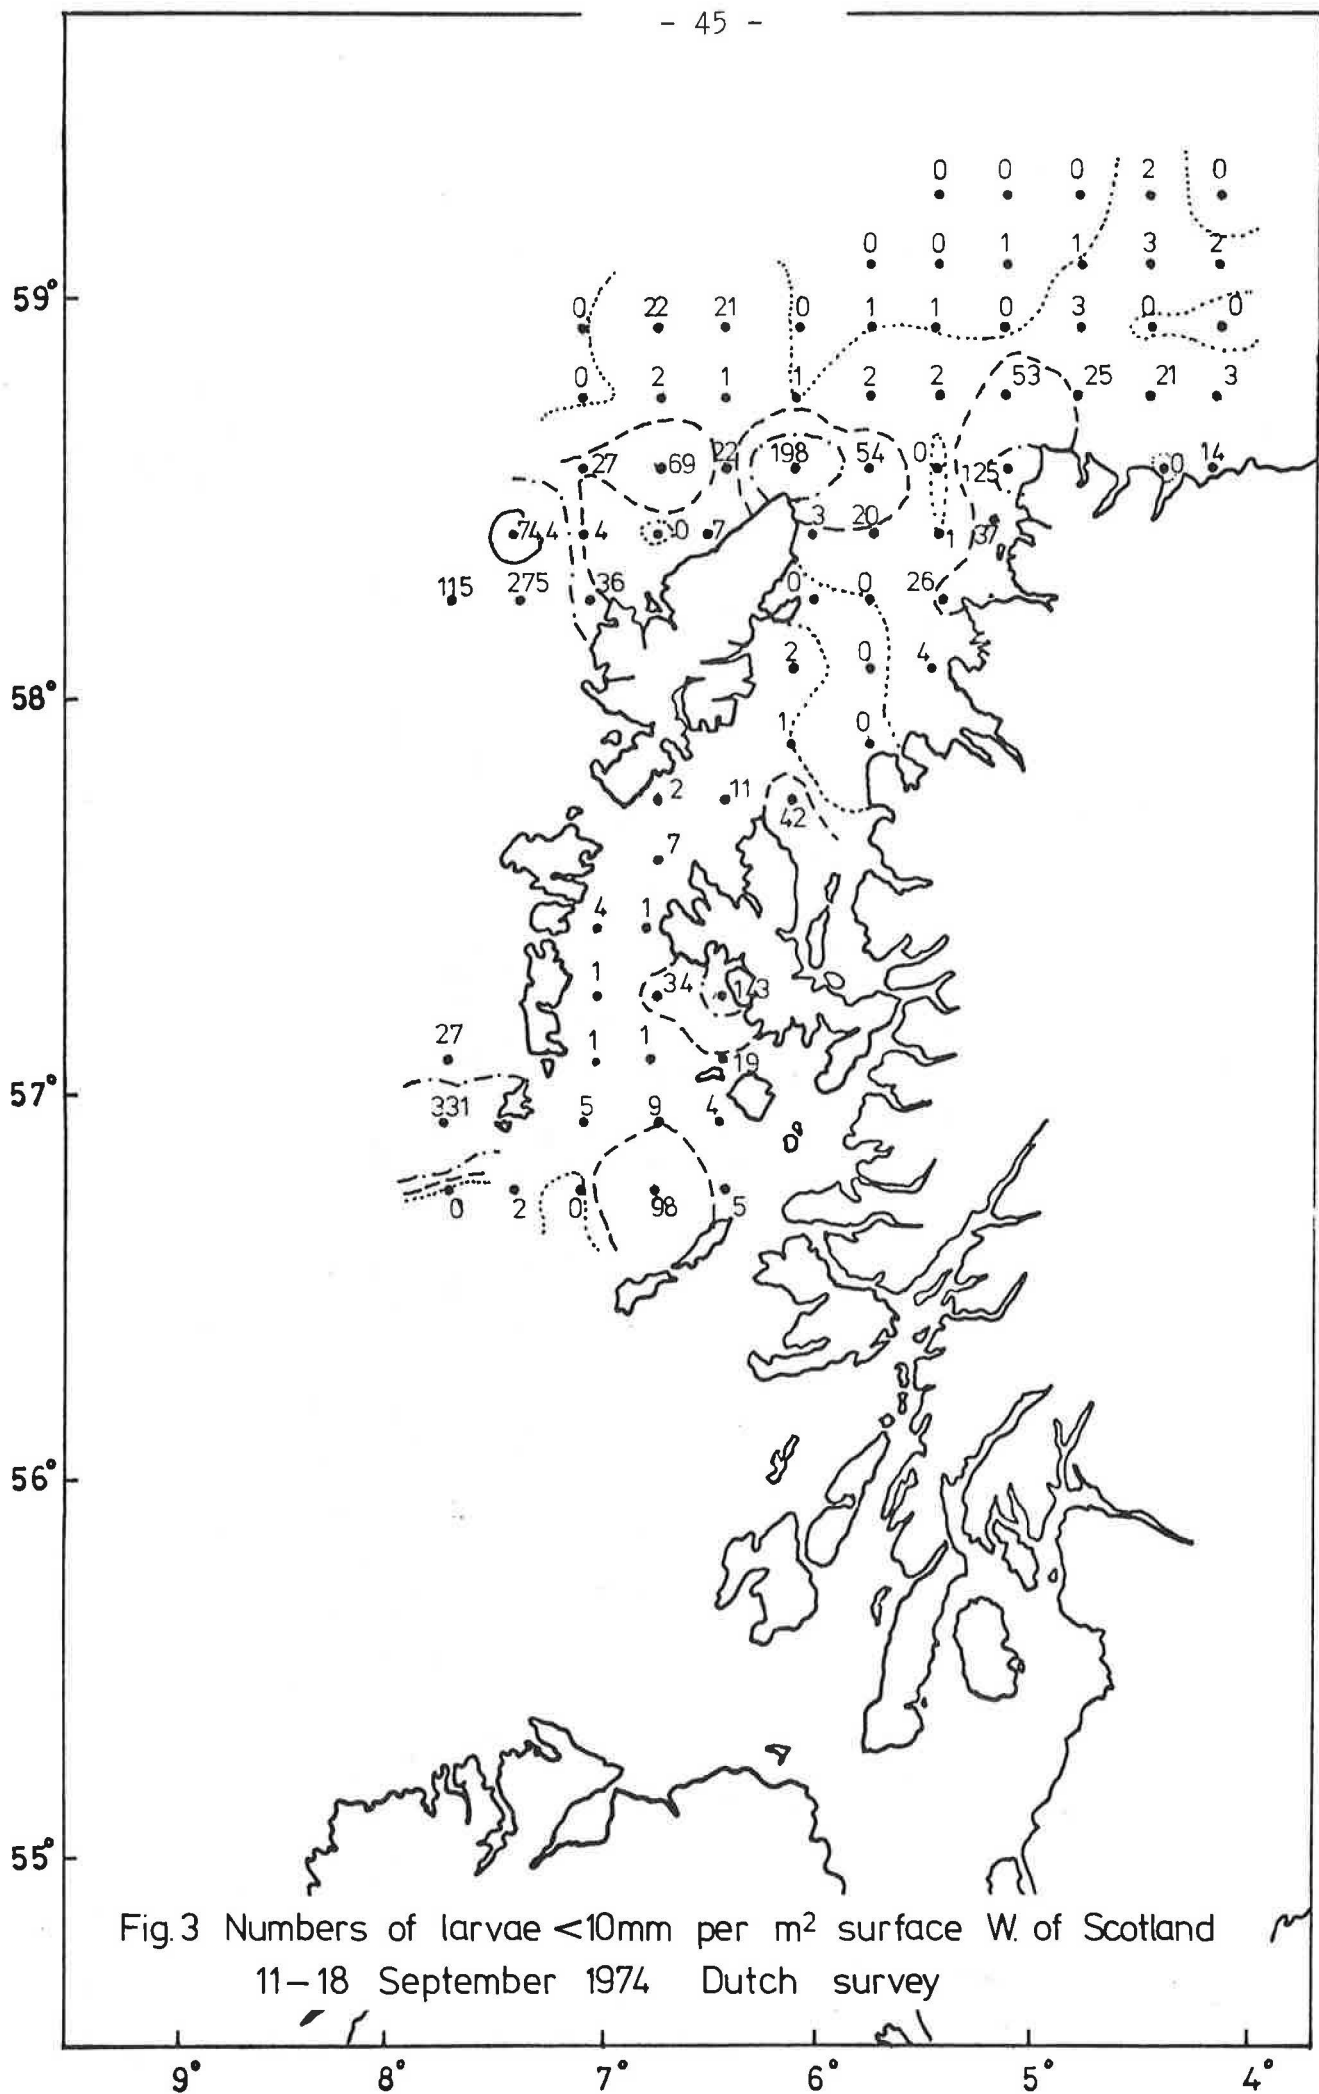 - 45 -
0 0 0 2 0
0 0 1 1 3 2
59°
0 22 21 0 1 1 0 3 0 0
0 2 1 1 2 2 53 25 21 3
27 69 22 198 54 0 125 0 14
744 4 0 7 3 20 1 37
115 275 36 0 0 26
2 0 4
58°
1 0
2 11 42
7
4 1
1 34 143
27 1 1 19
57°
331 5 9 4
0 2 0 98 5
56°
55°
Fig.3 Numbers of larvae <10mm per m² surface W. of Scotland
11-18 September 1974 Dutch survey
9° 8° 7° 6° 5° 4°